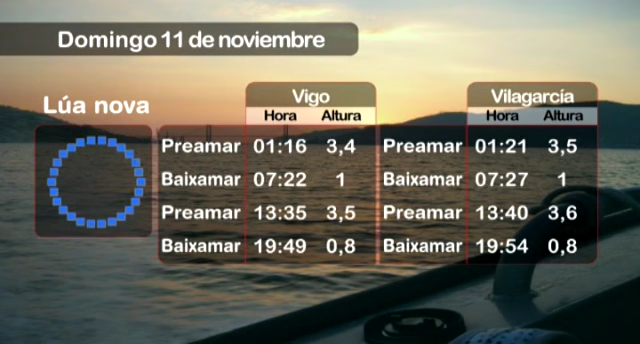 Domingo 11 de noviembre
Lúa nova
Vigo Vilagarcía
Hora Altura Hora Altura
Preamar 01:16 3,4 Preamar 01:21 3,5
Baixamar 07:22 1 Baixamar 07:27 1
Preamar 13:35 3,5 Preamar 13:40 3,6
Baixamar 19:49 0,8 Baixamar 19:54 0,8